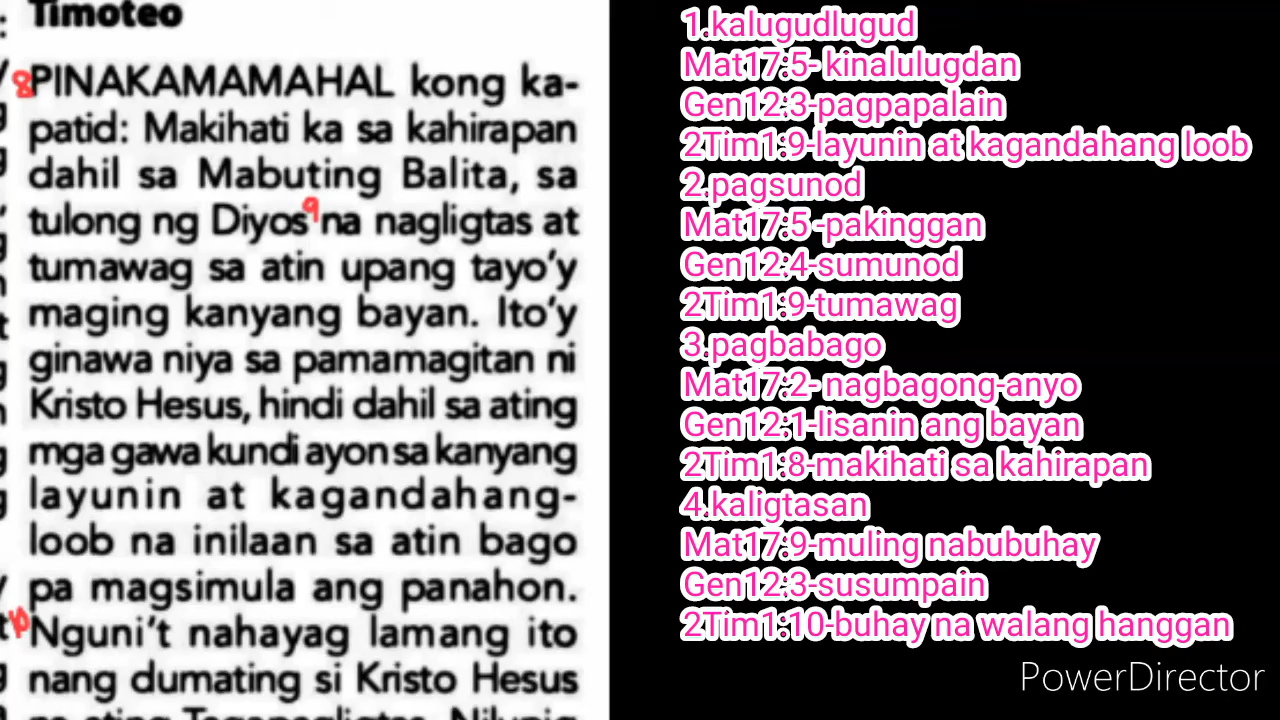 Timoteo
8 PINAKAMAMAHAL kong ka-
patid: Makihati ka sa kahirapan
dahil sa Mabuting Balita, sa
tulong ng Diyos 9 na nagligtas at
tumawag sa atin upang tayo'y
maging kanyang bayan. Ito'y
ginawa niya sa pamamagitan ni
Kristo Hesus, hindi dahil sa ating
mga gawa kundi ayon sa kanyang
layunin at kagandahang-
loob na inilaan sa atin bago
pa magsimula ang panahon.
10 Nguni't nahayag lamang ito
nang dumating si Kristo Hesus
1.kalugudlugud
Mat17:5- kinalulugdan
Gen12:3-pagpapalain
2Tim1:9-layunin at kagandahang loob
2.pagsunod
Mat17:5 -pakinggan
Gen12:4-sumunod
2Tim1:9-tumawag
3.pagbabago
Mat17:2- nagbagong-anyo
Gen12:1-lisanin ang bayan
2Tim1:8-makihati sa kahirapan
4.kaligtasan
Mat17:9-muling nabubuhay
Gen12:3-susumpain
2Tim1:10-buhay na walang hanggan
PowerDirector